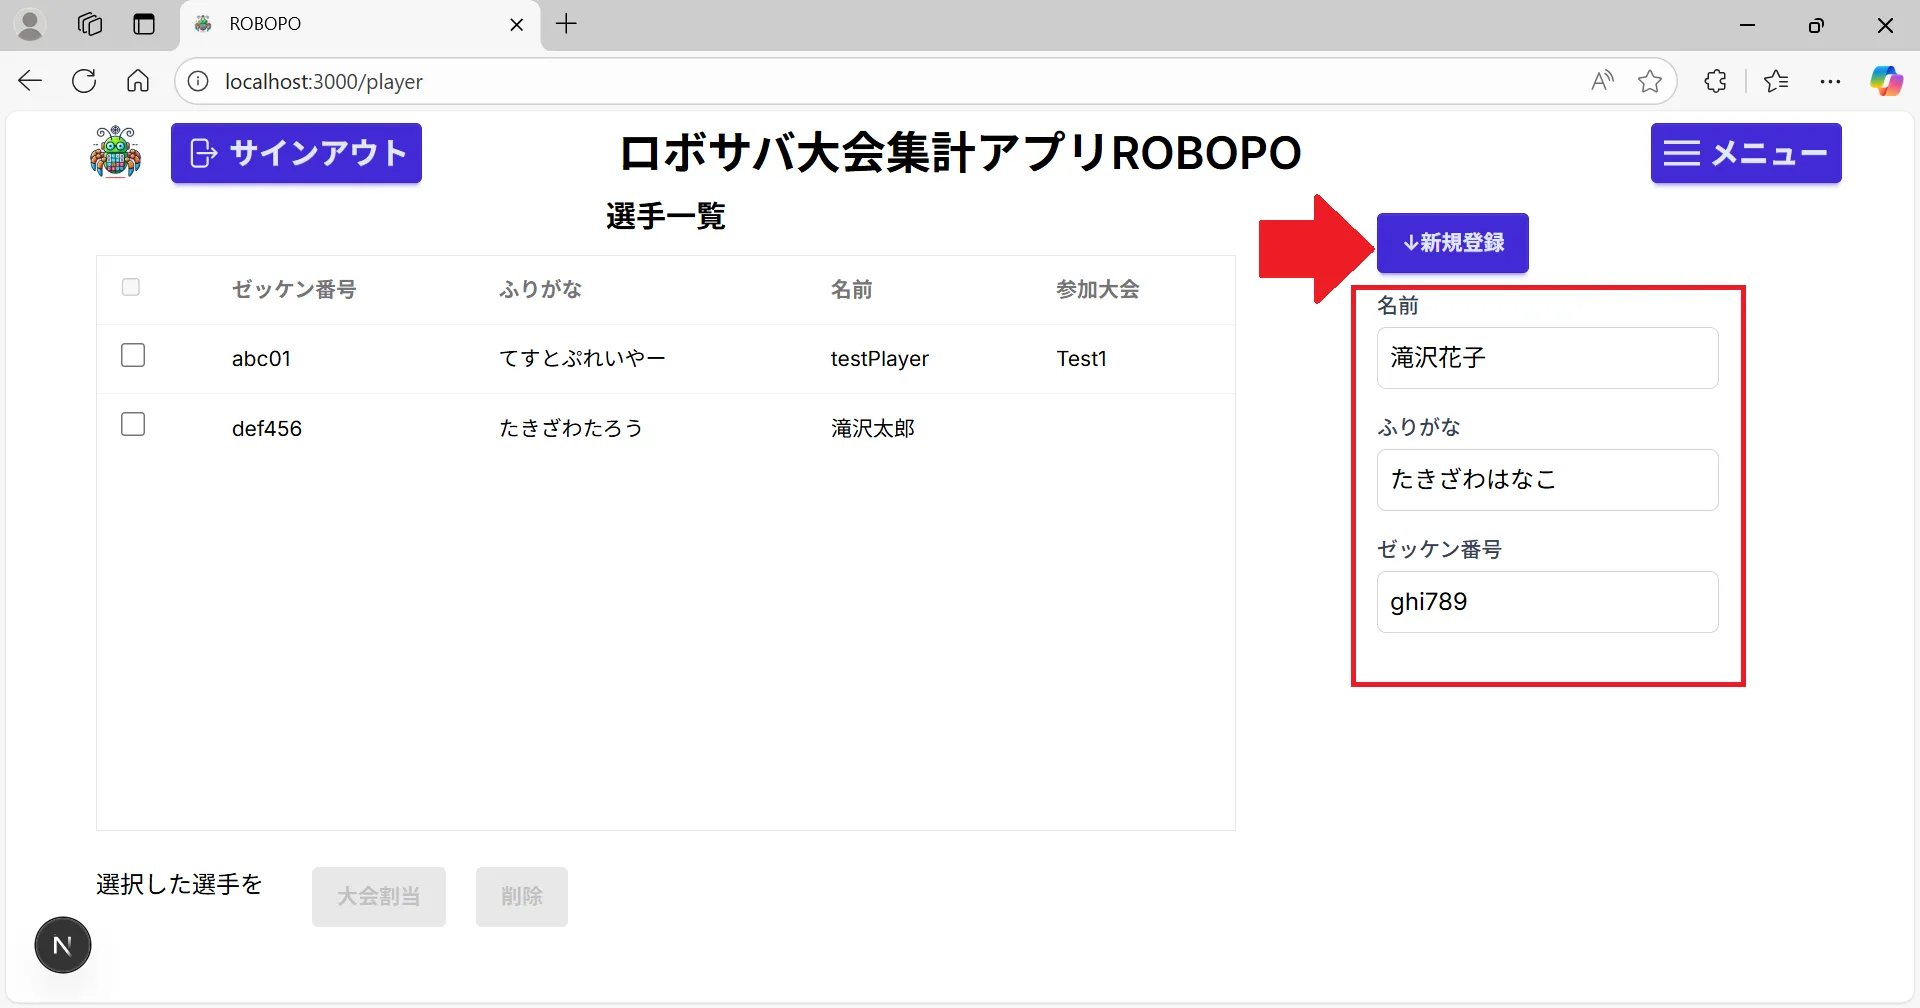 ROBOPO
localhost:3000/player
サインアウト
ロボサバ大会集計アプリROBOPO
メニュー
選手一覧
↓新規登録
ゼッケン番号 ふりがな 名前 参加大会
abc01 てすとぷれいやー testPlayer Test1
def456 たきざわたろう 滝沢太郎
名前
滝沢花子
ふりがな
たきざわはなこ
ゼッケン番号
ghi789
選択した選手を 大会割当 削除
N